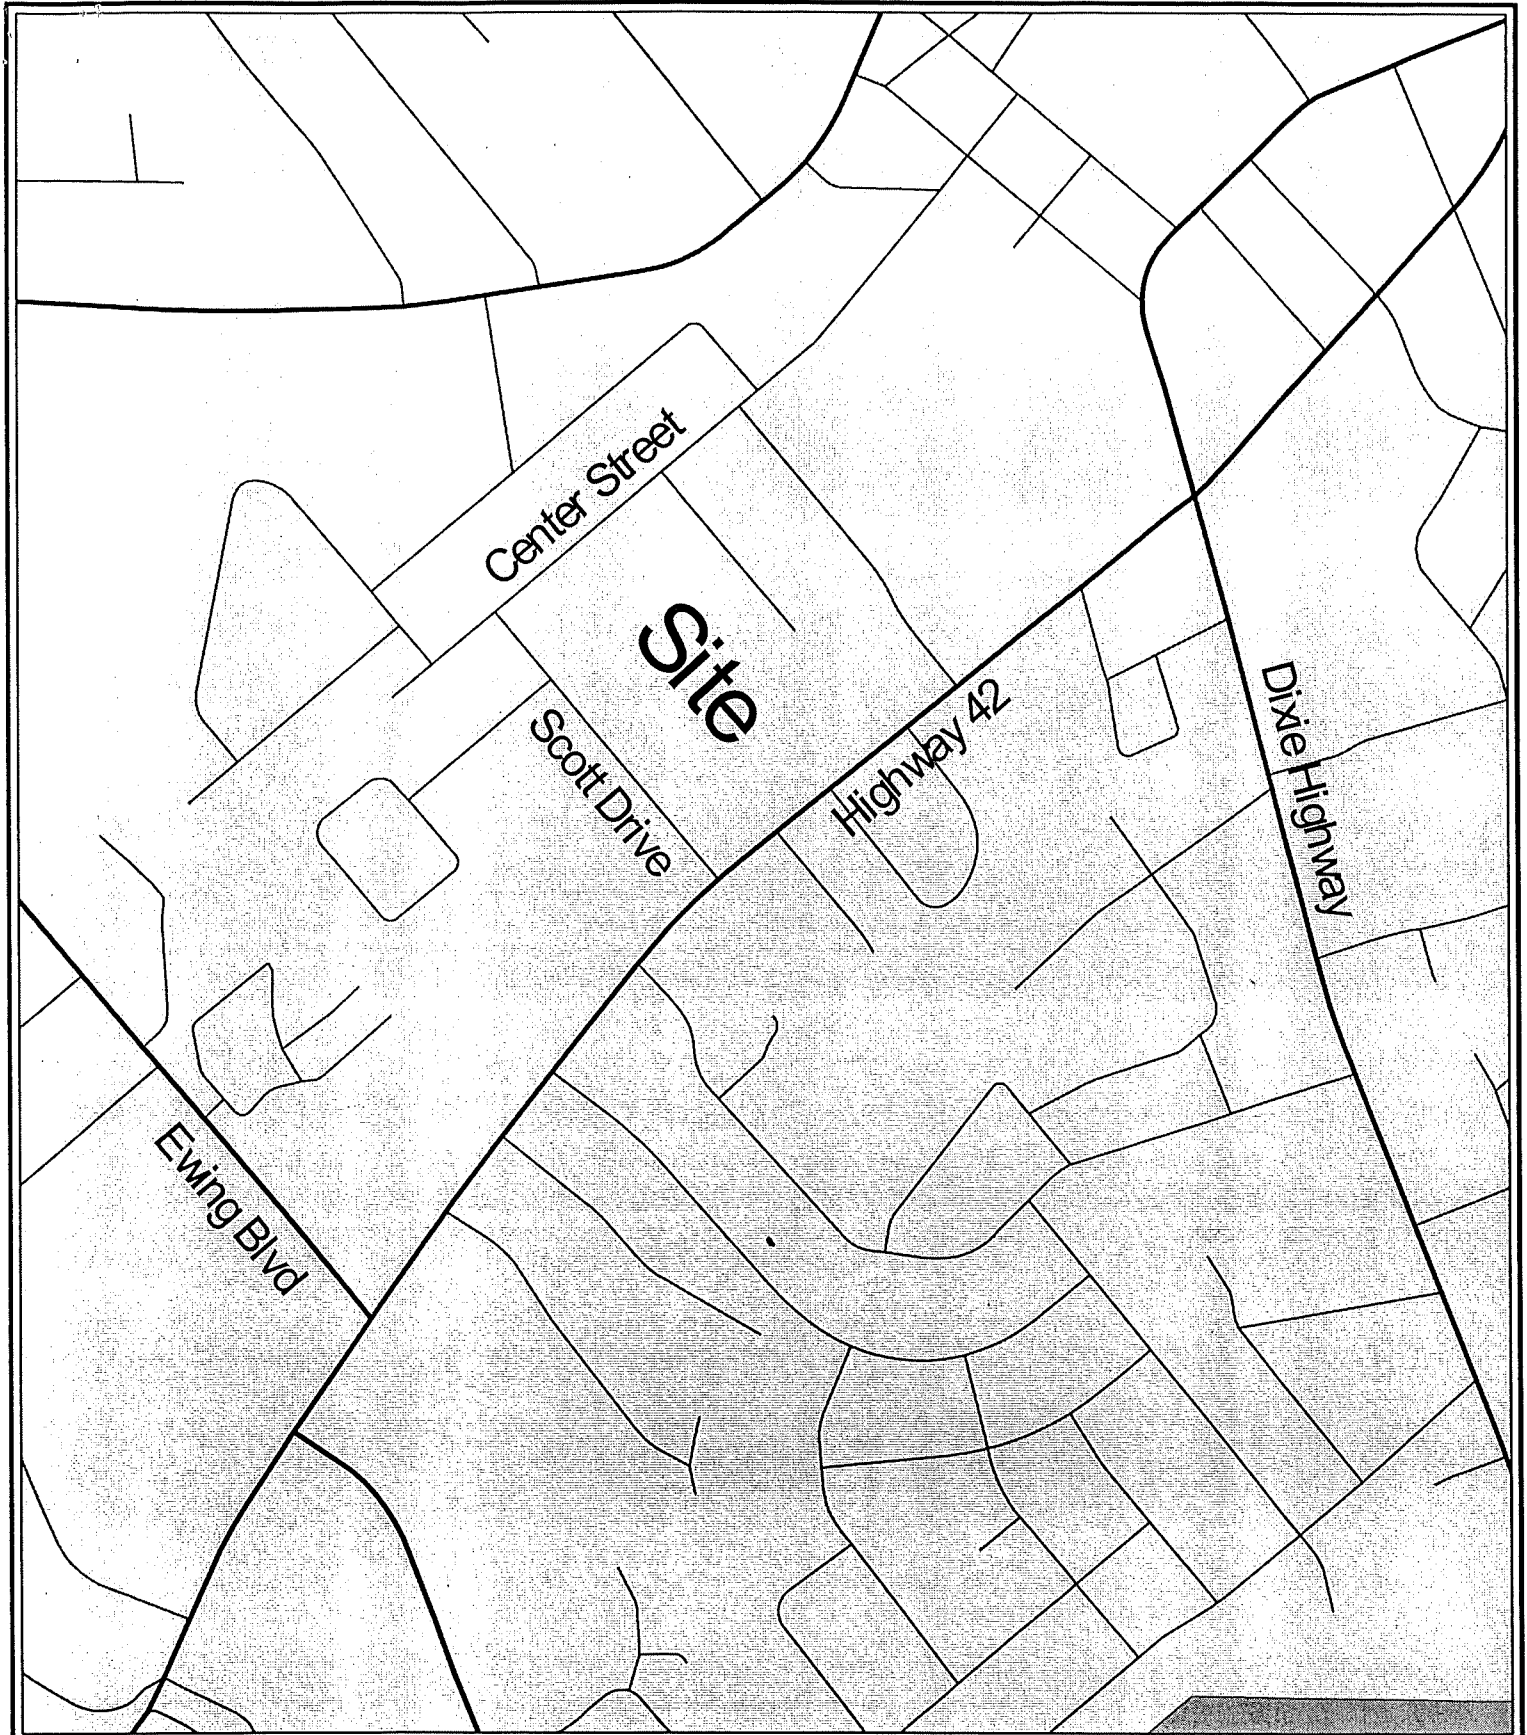 Center Street
Site
Scott Drive
Highway 42
Dixie Highway
Ewing Blvd